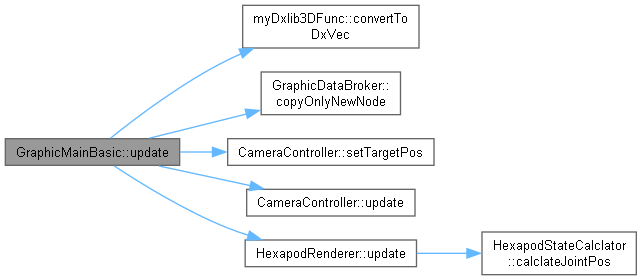 myDxlib3DFunc::convertTo
DxVec
GraphicDataBroker::
copyOnlyNewNode
GraphicMainBasic::update
CameraController::setTargetPos
CameraController::update
HexapodRenderer::update
HexapodStateCalclator
::calclateJointPos